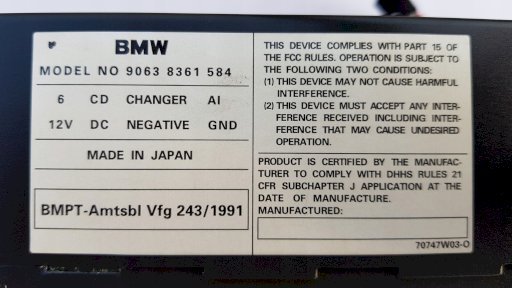 BMW
MODEL NO 9063 8361 584
6 CD CHANGER AI
12V DC NEGATIVE GND
MADE IN JAPAN
BMPT-Amtsbl Vfg 243/1991
THIS DEVICE COMPLIES WITH PART 15 OF
THE FCC RULES. OPERATION IS SUBJECT TO
THE FOLLOWING TWO CONDITIONS:
(1) THIS DEVICE MAY NOT CAUSE HARMFUL
INTERFERENCE.
(2) THIS DEVICE MUST ACCEPT ANY INTER-
FERENCE RECEIVED INCLUDING INTER-
FERENCE THAT MAY CAUSE UNDESIRED
OPERATION.
PRODUCT IS CERTIFIED BY THE MANUFAC-
TURER TO COMPLY WITH DHHS RULES 21
CFR SUBCHAPTER J APPLICATION AT THE
DATE OF MANUFACTURE.
MANUFACTURED:
70747W03-O